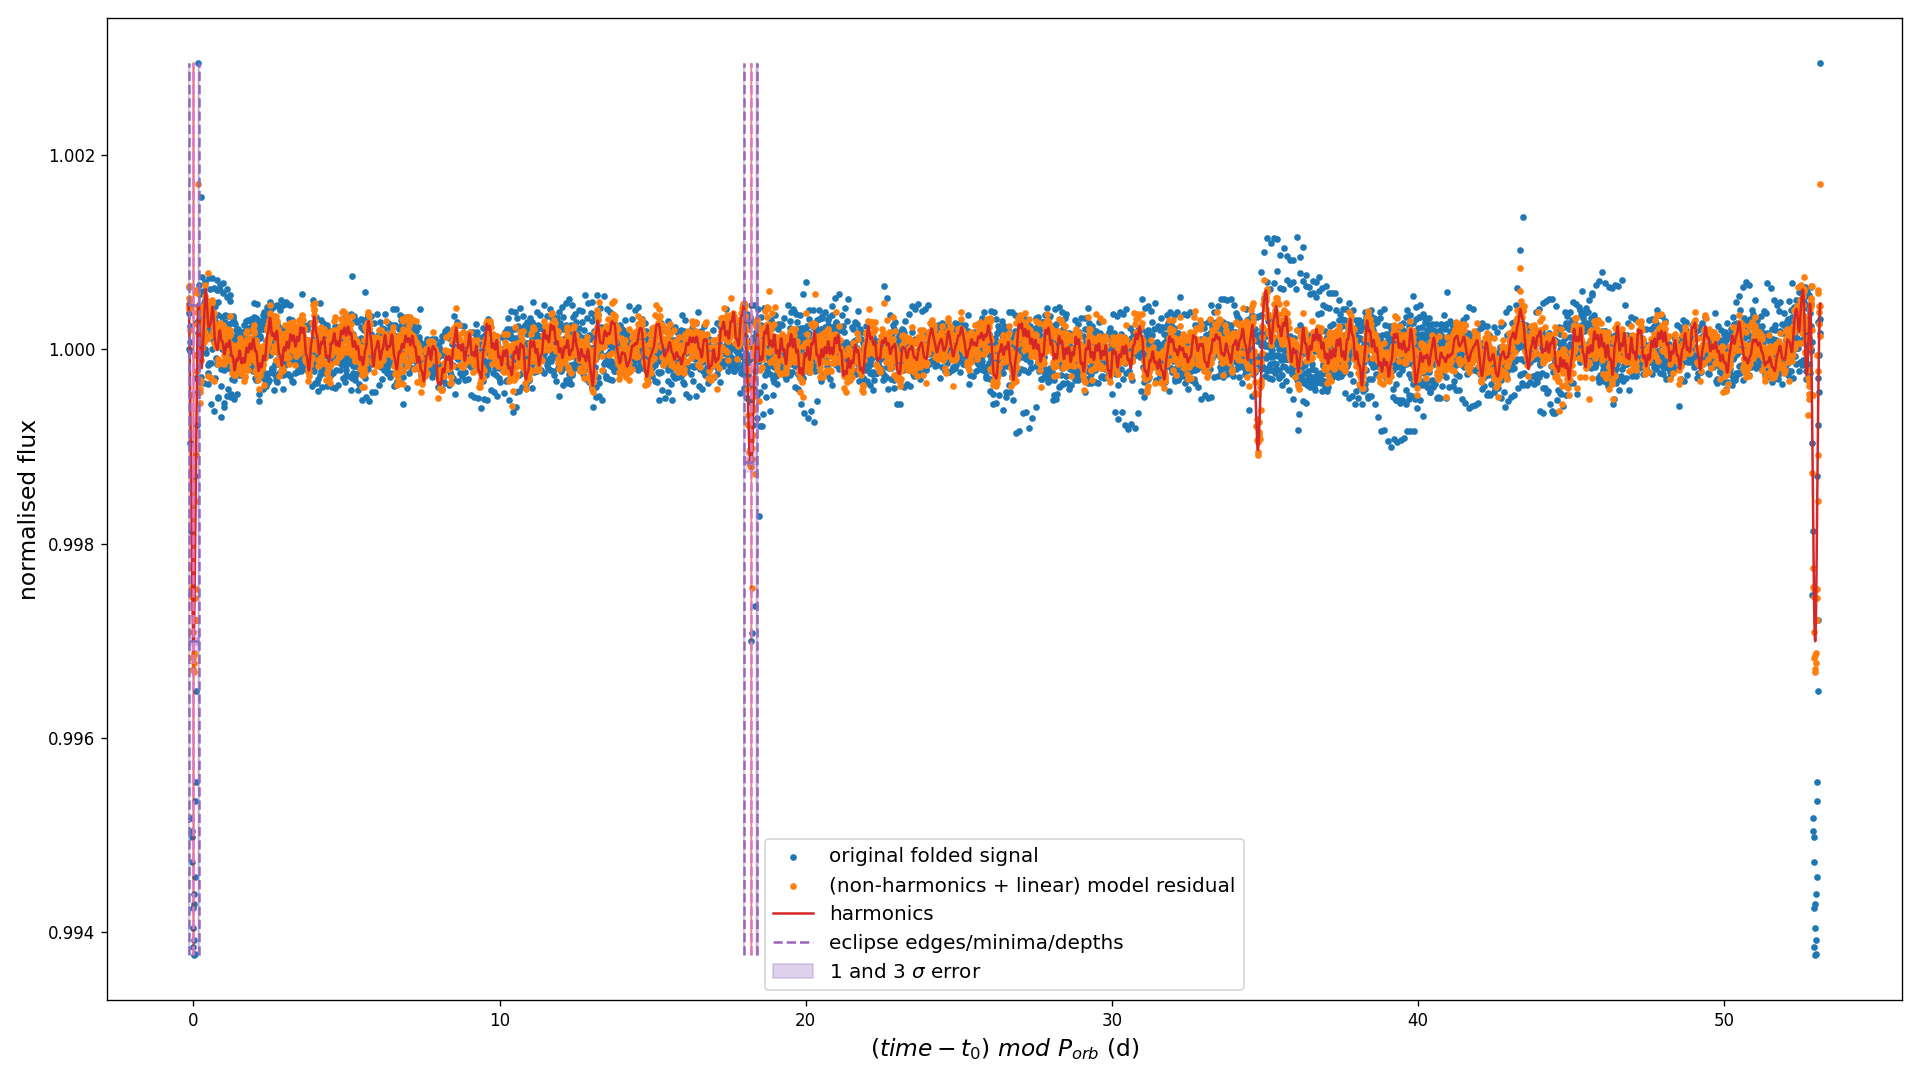 1.002
1.000
0.998
0.996
0.994
normalised flux
original folded signal
(non-harmonics + linear) model residual
harmonics
eclipse edges/minima/depths
1 and 3 σ error
0 10 20 30 40 50
(time − t₀) mod P_orb (d)